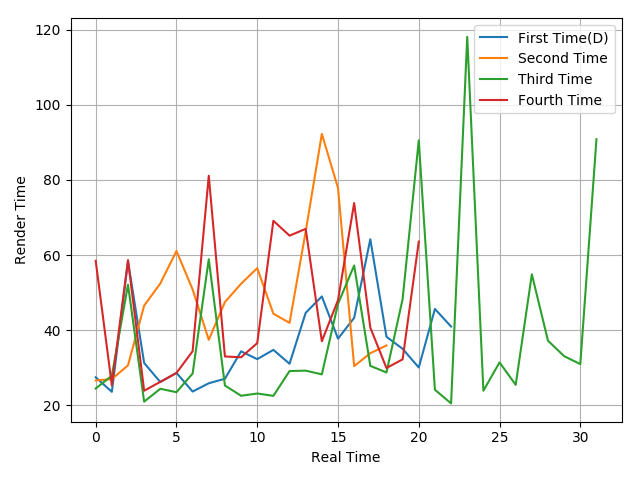 120
100
80
60
40
20
Render Time
0 5 10 15 20 25 30
Real Time
First Time(D)
Second Time
Third Time
Fourth Time